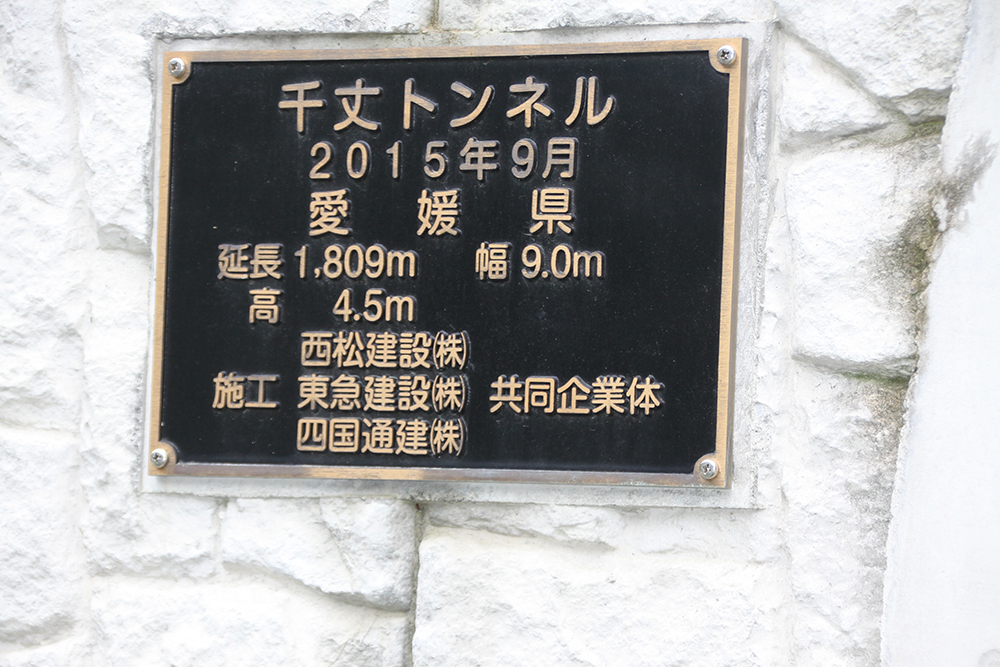 千丈トンネル
2015年9月
愛媛県
延長 1,809m 幅 9.0m
高 4.5m
西松建設㈱
施工 東急建設㈱ 共同企業体
四国通建㈱